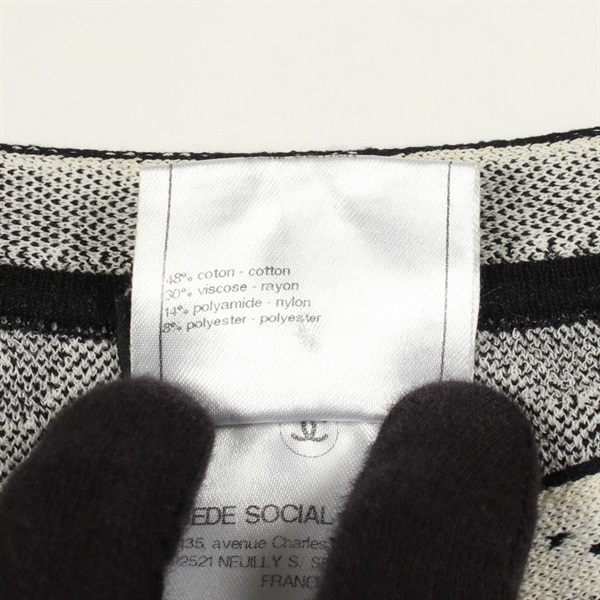 48% coton - cotton
30% viscose - rayon
14% polyamide - nylon
8% polyester - polyester
EDE SOCIAL
135, avenue Charles
92521 NEUILLY S/ S
FRANC